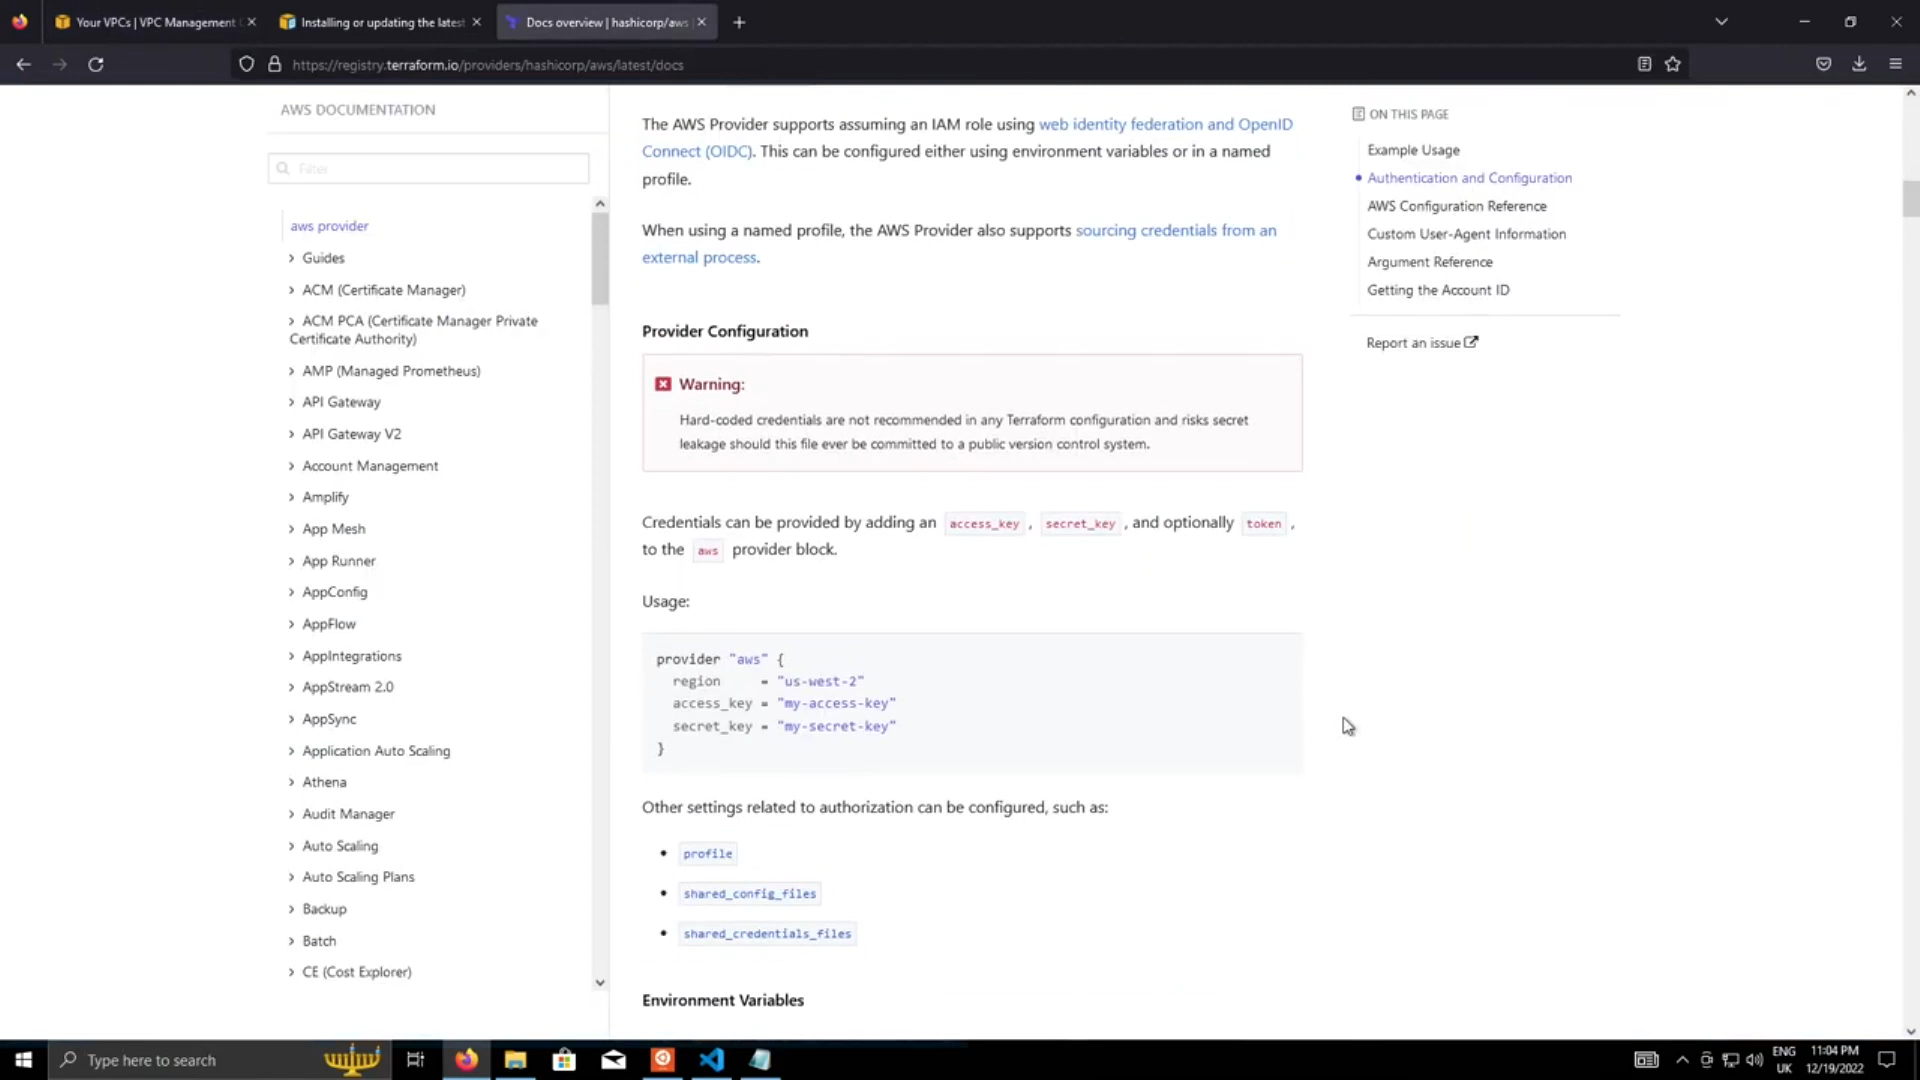 Your VPCs | VPC Management C
Installing or updating the latest
Docs overview | hashicorp/aws |
https://registry.terraform.io/providers/hashicorp/aws/latest/docs
AWS DOCUMENTATION
Filter
aws provider
Guides
ACM (Certificate Manager)
ACM PCA (Certificate Manager Private
Certificate Authority)
AMP (Managed Prometheus)
API Gateway
API Gateway V2
Account Management
Amplify
App Mesh
App Runner
AppConfig
AppFlow
AppIntegrations
AppStream 2.0
AppSync
Application Auto Scaling
Athena
Audit Manager
Auto Scaling
Auto Scaling Plans
Backup
Batch
CE (Cost Explorer)
The AWS Provider supports assuming an IAM role using web identity federation and OpenID
Connect (OIDC). This can be configured either using environment variables or in a named
profile.
When using a named profile, the AWS Provider also supports sourcing credentials from an
external process.
Provider Configuration
Warning:
Hard-coded credentials are not recommended in any Terraform configuration and risks secret
leakage should this file ever be committed to a public version control system.
Credentials can be provided by adding an access_key , secret_key , and optionally token ,
to the aws provider block.
Usage:
provider "aws" {
region = "us-west-2"
access_key = "my-access-key"
secret_key = "my-secret-key"
}
Other settings related to authorization can be configured, such as:
• profile
• shared_config_files
• shared_credentials_files
Environment Variables
ON THIS PAGE
Example Usage
• Authentication and Configuration
AWS Configuration Reference
Custom User-Agent Information
Argument Reference
Getting the Account ID
Report an issue
Type here to search
ENG
UK
11:04 PM
12/19/2022